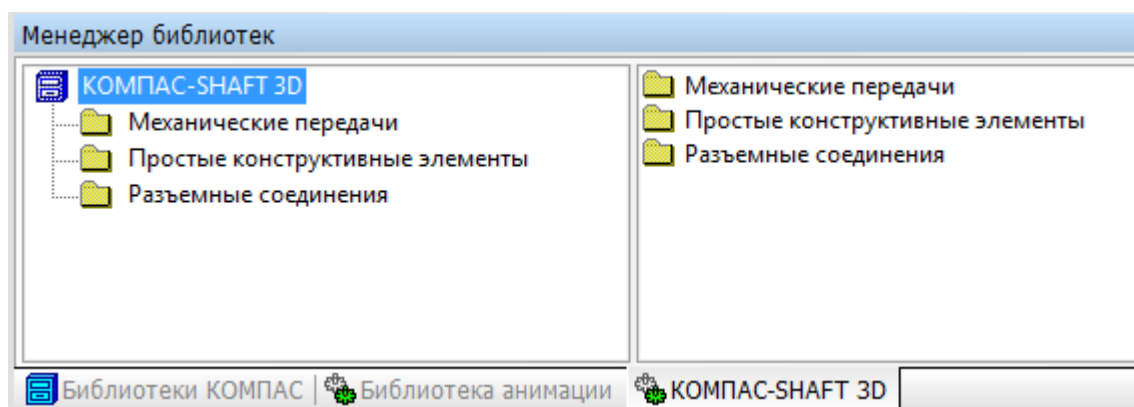 Менеджер библиотек
КОМПАС-SHAFT 3D
Механические передачи
Простые конструктивные элементы
Разъемные соединения
Механические передачи
Простые конструктивные элементы
Разъемные соединения
Библиотеки КОМПАС
Библиотека анимации
КОМПАС-SHAFT 3D